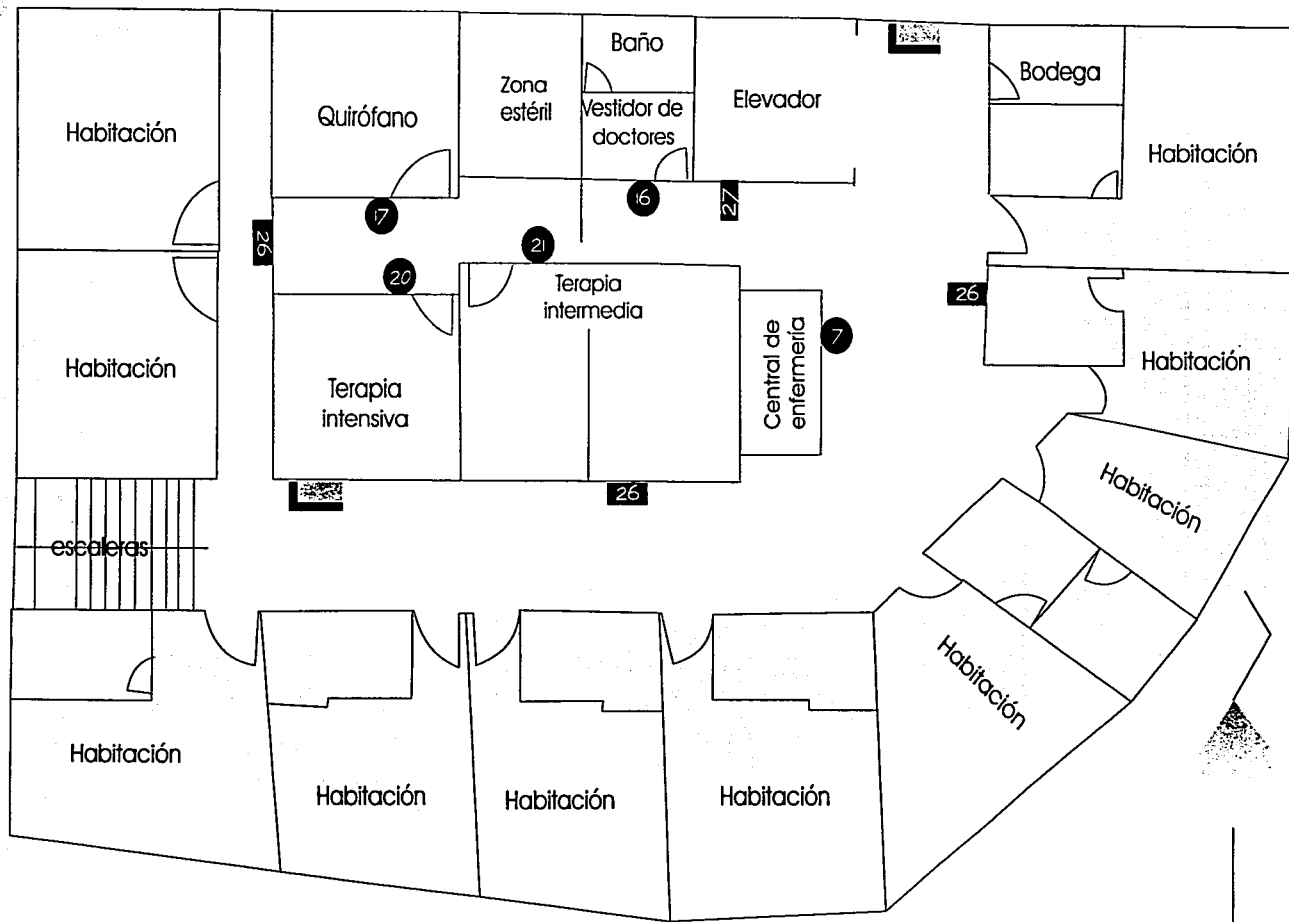 Baño
Zona
estéril
Bodega
Elevador
Vestidor de
doctores
Quirófano
Habitación
Habitación
16
27
17
26
21
20
Terapia
intermedia
26
7
Central de
enfermería
Habitación
Habitación
Terapia
intensiva
26
Habitación
escaleras
Habitación
Habitación
Habitación
Habitación
Habitación